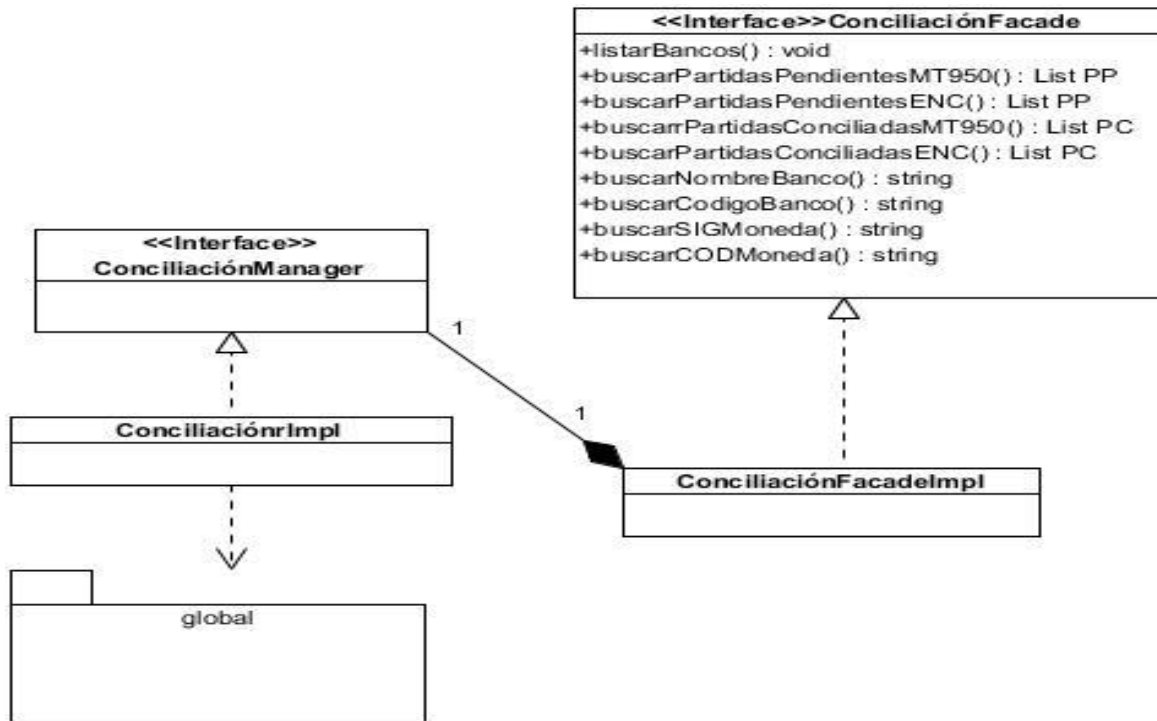 <<Interface>>ConciliaciónFacade
+listarBancos() : void
+buscarPartidasPendientesMT950() : List PP
+buscarPartidasPendientesENC() : List PP
+buscarrPartidasConciliadasMT950() : List PC
+buscarPartidasConciliadasENC() : List PC
+buscarNombreBanco() : string
+buscarCodigoBanco() : string
+buscarSIGMoneda() : string
+buscarCODMoneda() : string
<<Interface>>
ConciliaciónManager
1
1
ConciliaciónrImpl
ConciliaciónFacadeImpl
global